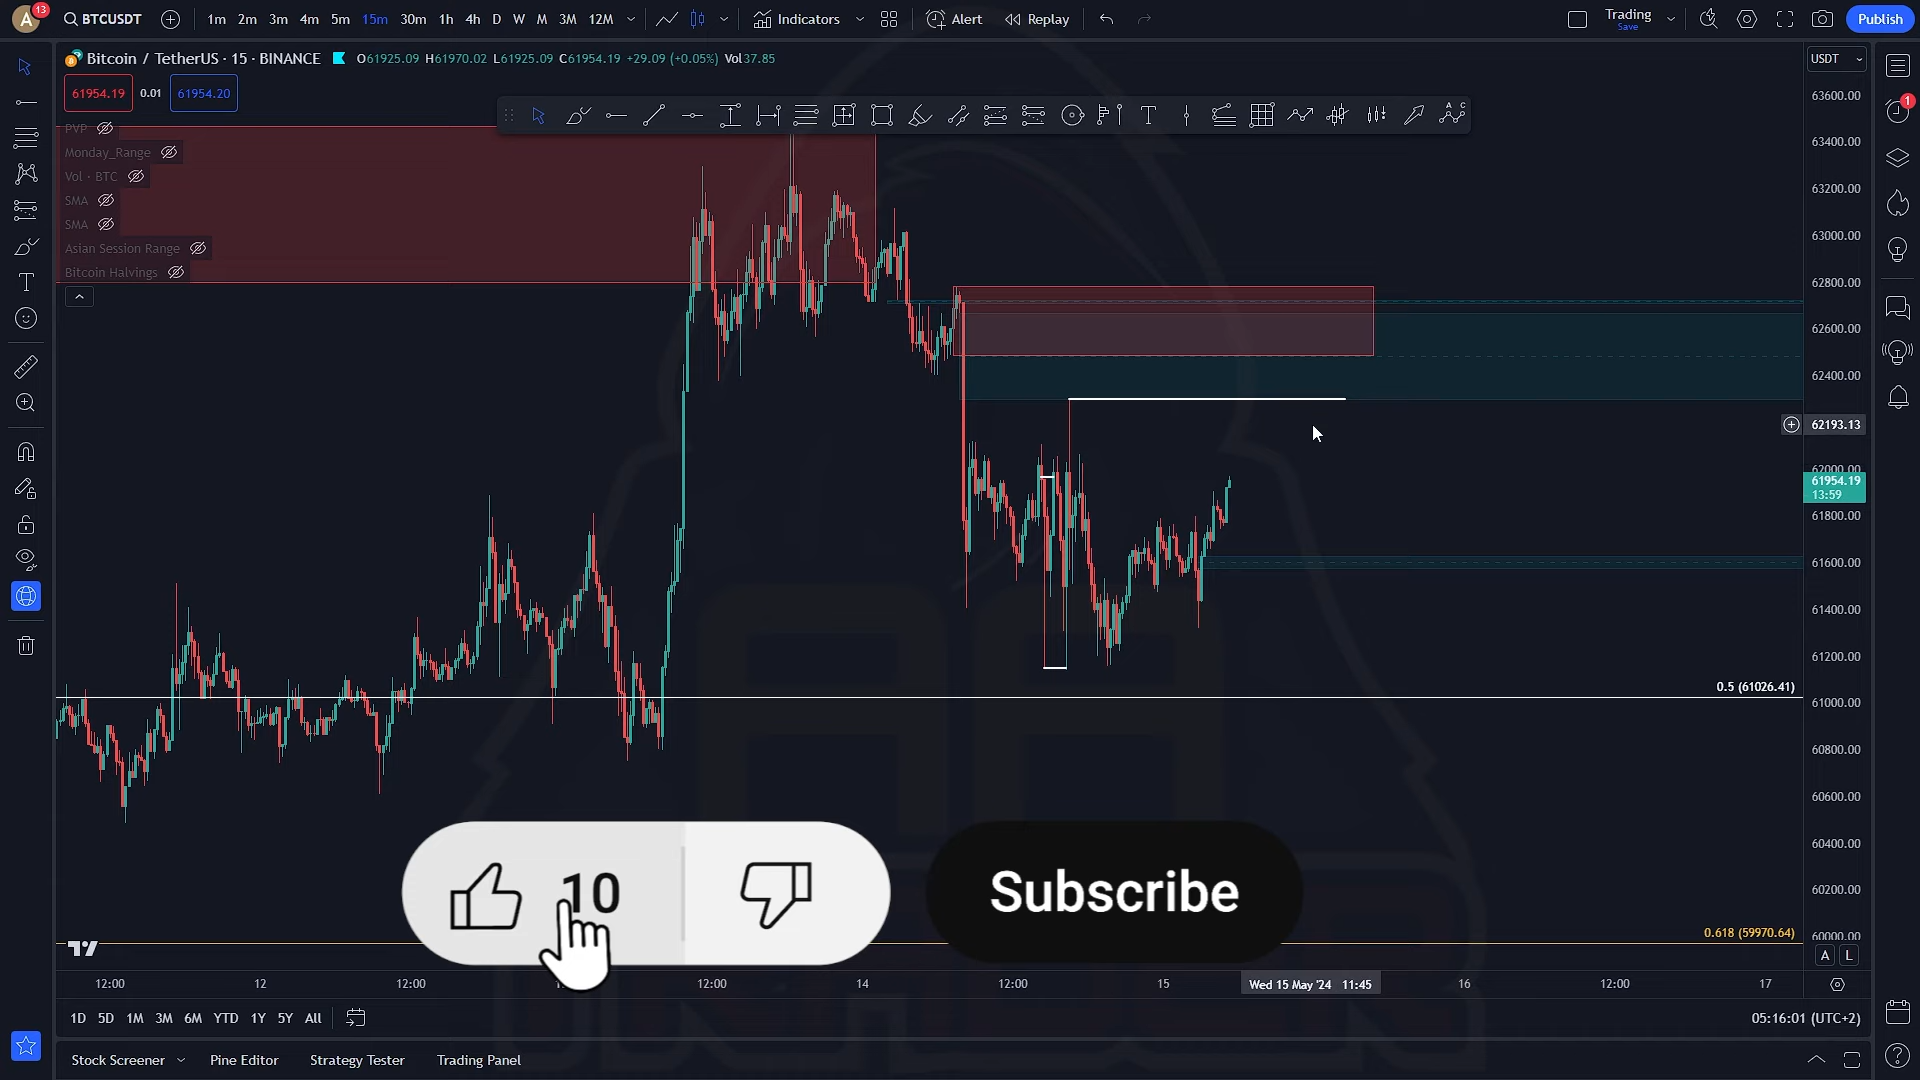 A 13 BTCUSDT 1m 2m 3m 4m 5m 15m 30m 1h 4h D W M 3M 12M Indicators Alert Replay Trading Save Publish
Bitcoin / TetherUS · 15 · BINANCE O61925.09 H61970.02 L61925.09 C61954.19 +29.09 (+0.05%) Vol37.85 USDT
61954.19 0.01 61954.20
PVP
Monday_Range
Vol · BTC
SMA
SMA
Asian Session Range
Bitcoin Halvings
63600.00
63400.00
63200.00
63000.00
62800.00
62600.00
62400.00
62193.13
62000.00
61954.19
13:59
61800.00
61600.00
61400.00
61200.00
0.5 (61026.41)
61000.00
60800.00
60600.00
60400.00
60200.00
0.618 (59970.64)
60000.00
10 Subscribe
A L
12:00 12 12:00 12:00 14 12:00 15 Wed 15 May '24 11:45 16 12:00 17
1D 5D 1M 3M 6M YTD 1Y 5Y All 05:16:01 (UTC+2)
Stock Screener Pine Editor Strategy Tester Trading Panel
1